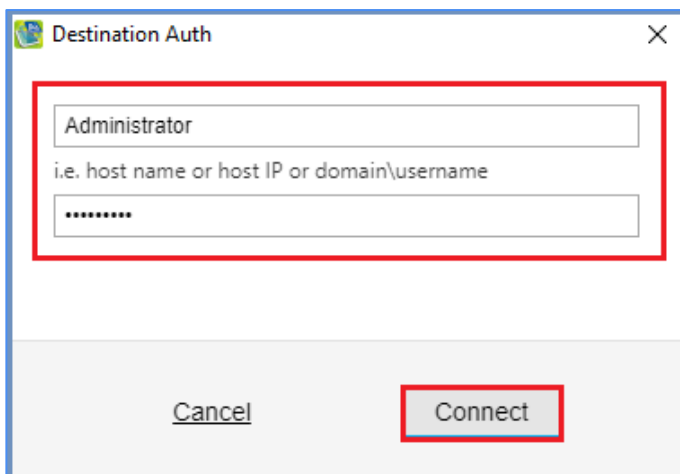 Destination Auth
Administrator
i.e. host name or host IP or domain\username
•••••••••
Cancel
Connect